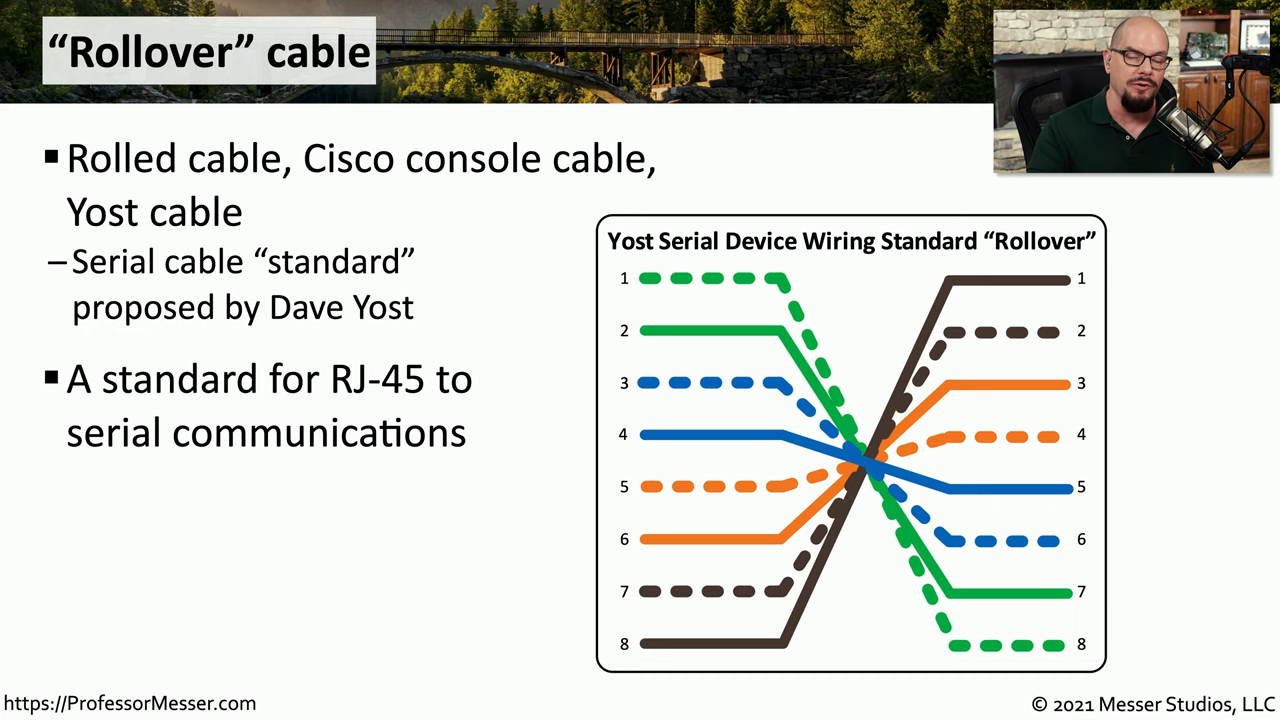 “Rollover” cable
▪ Rolled cable, Cisco console cable,
Yost cable
– Serial cable “standard”
proposed by Dave Yost
▪ A standard for RJ-45 to
serial communications
Yost Serial Device Wiring Standard “Rollover”
1 1
2 2
3 3
4 4
5 5
6 6
7 7
8 8
https://ProfessorMesser.com
© 2021 Messer Studios, LLC